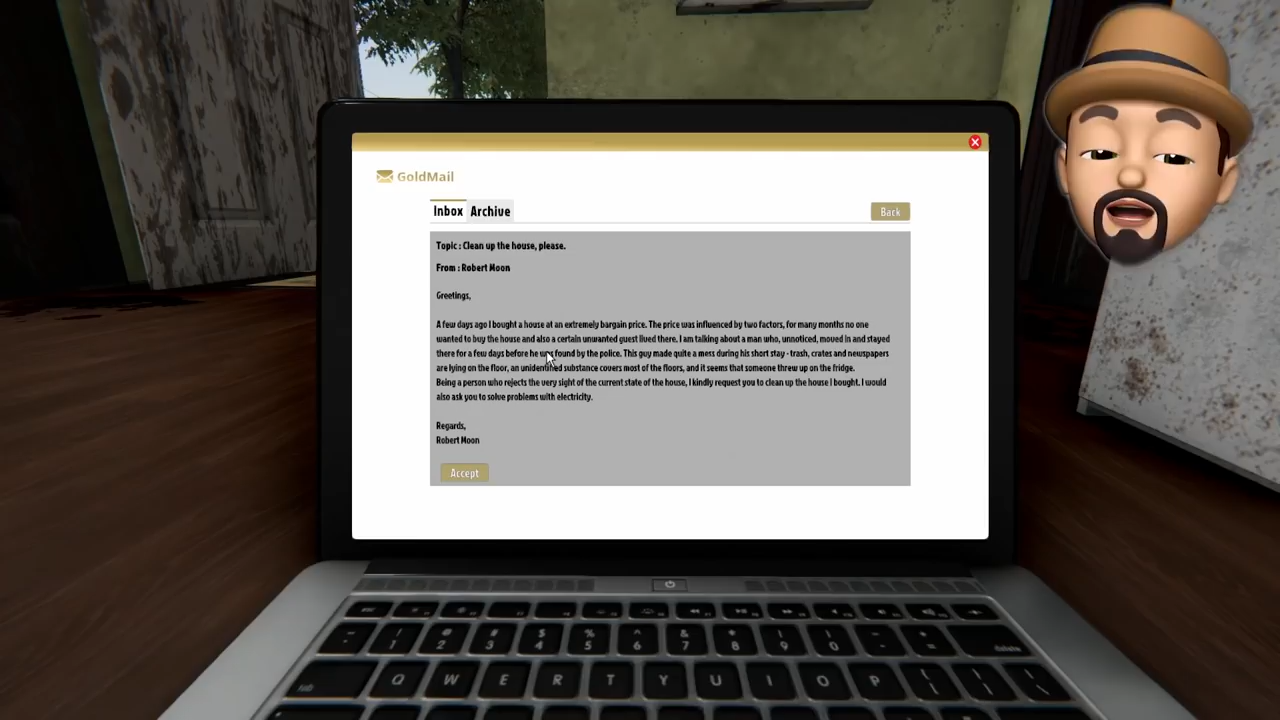 GoldMail
Inbox Archive Back
Topic : Clean up the house, please.
From : Robert Moon
Greetings,
A few days ago I bought a house at an extremely bargain price. The price was influenced by two factors, for many months no one
wanted to buy the house and also a certain unwanted guest lived there. I am talking about a man who, unnoticed, moved in and stayed
there for a few days before he was found by the police. This guy made quite a mess during his short stay - trash, crates and newspapers
are lying on the floor, an unidentified substance covers most of the floors, and it seems that someone threw up on the fridge.
Being a person who rejects the very sight of the current state of the house, I kindly request you to clean up the house I bought. I would
also ask you to solve problems with electricity.
Regards,
Robert Moon
Accept
delete
Q W E R T Y U I O P